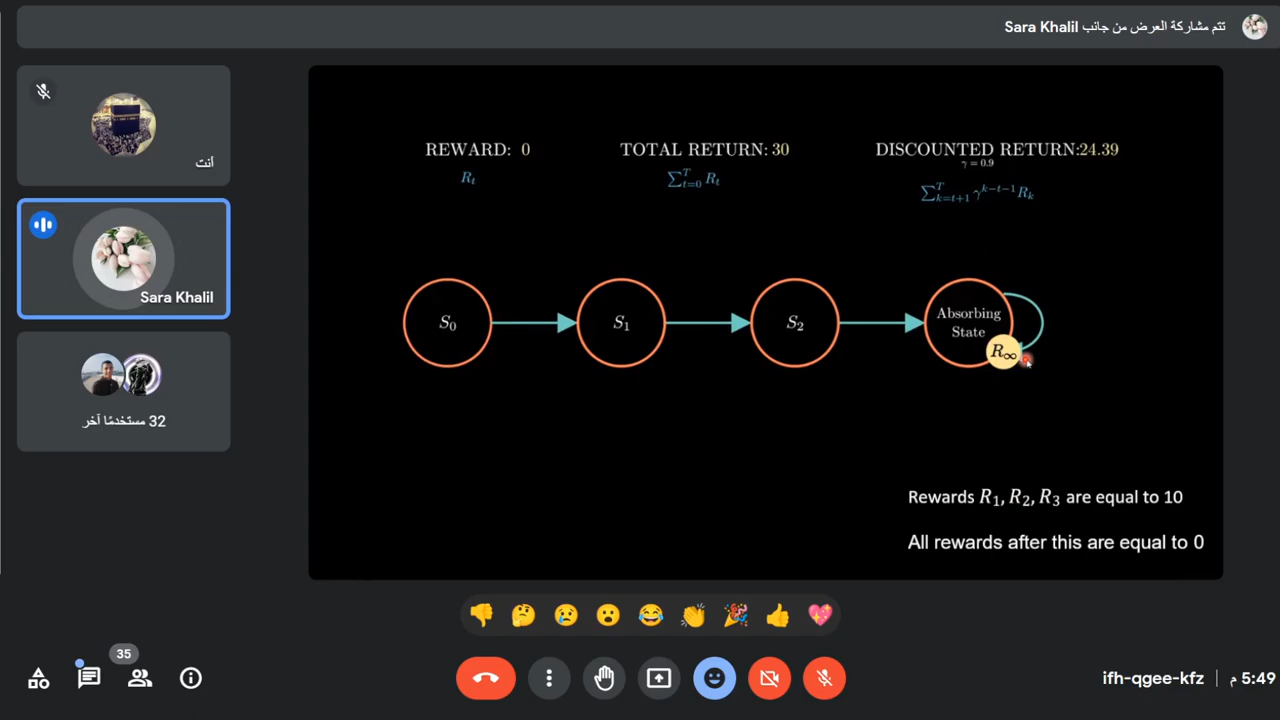 تتم مشاركة العرض من جانب Sara Khalil
أنت
Sara Khalil
32 مستخدمًا آخر
REWARD: 0
R_t
TOTAL RETURN: 30
∑_{t=0}^{T} R_t
DISCOUNTED RETURN:24.39
γ = 0.9
∑_{k=t+1}^{T} γ^{k-t-1} R_k
S_0
S_1
S_2
Absorbing
State
R_∞
Rewards R_1, R_2, R_3 are equal to 10
All rewards after this are equal to 0
35
ifh-qgee-kfz
5:49 م